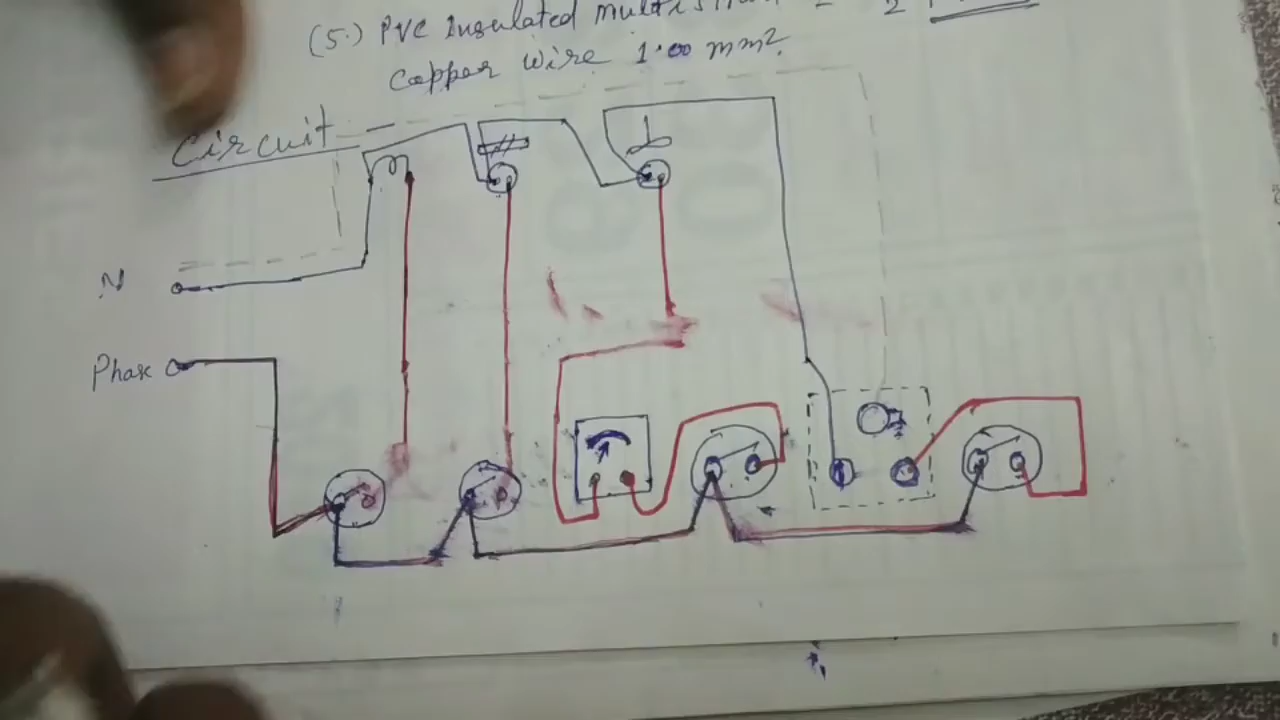 (5.) PVC Insulated
Copper wire 1.00 mm²
Circuit
N
Phase